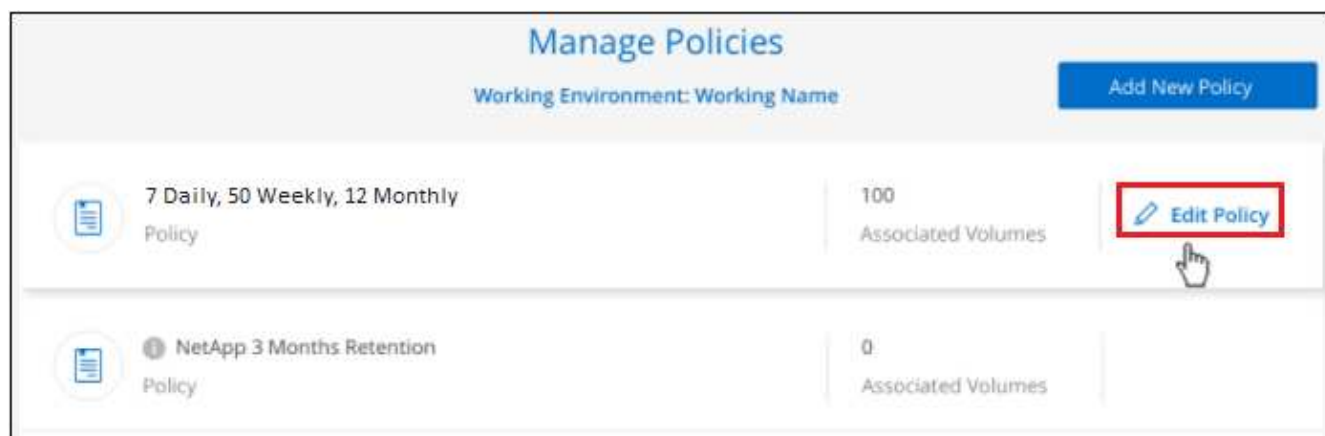 Manage Policies
Working Environment: Working Name
Add New Policy
7 Daily, 50 Weekly, 12 Monthly
Policy
100
Associated Volumes
Edit Policy
NetApp 3 Months Retention
Policy
0
Associated Volumes